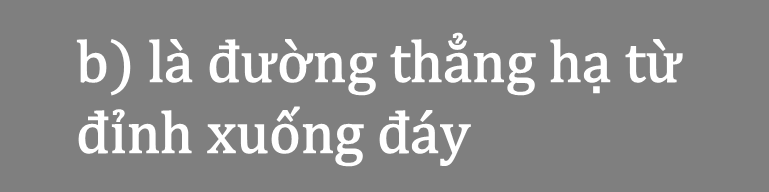 b) là đường thẳng hạ từ
đỉnh xuống đáy